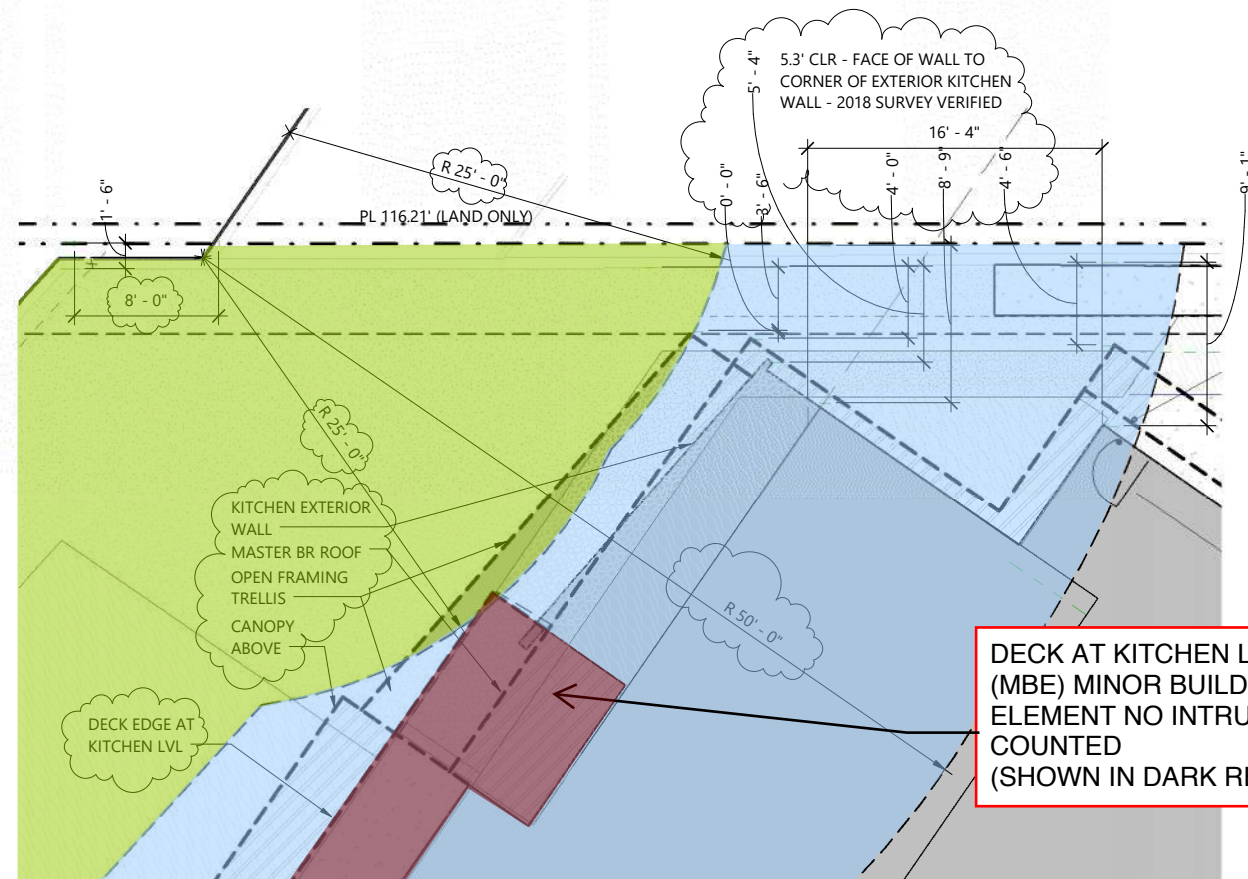 5.3' CLR - FACE OF WALL TO
CORNER OF EXTERIOR KITCHEN
WALL - 2018 SURVEY VERIFIED
5' - 4"
16' - 4"
R 25' - 0"
PL 116.21' (LAND ONLY)
1' - 6"
8' - 0"
0' - 0"
4' - 0"
8' - 9"
4' - 6"
9' - 1"
R 25' - 0"
KITCHEN EXTERIOR
WALL
MASTER BR ROOF
OPEN FRAMING
TRELLIS
CANOPY
ABOVE
R 50' - 0"
DECK EDGE AT
KITCHEN LVL
DECK AT KITCHEN L
(MBE) MINOR BUILD
ELEMENT NO INTRU
COUNTED
(SHOWN IN DARK RE